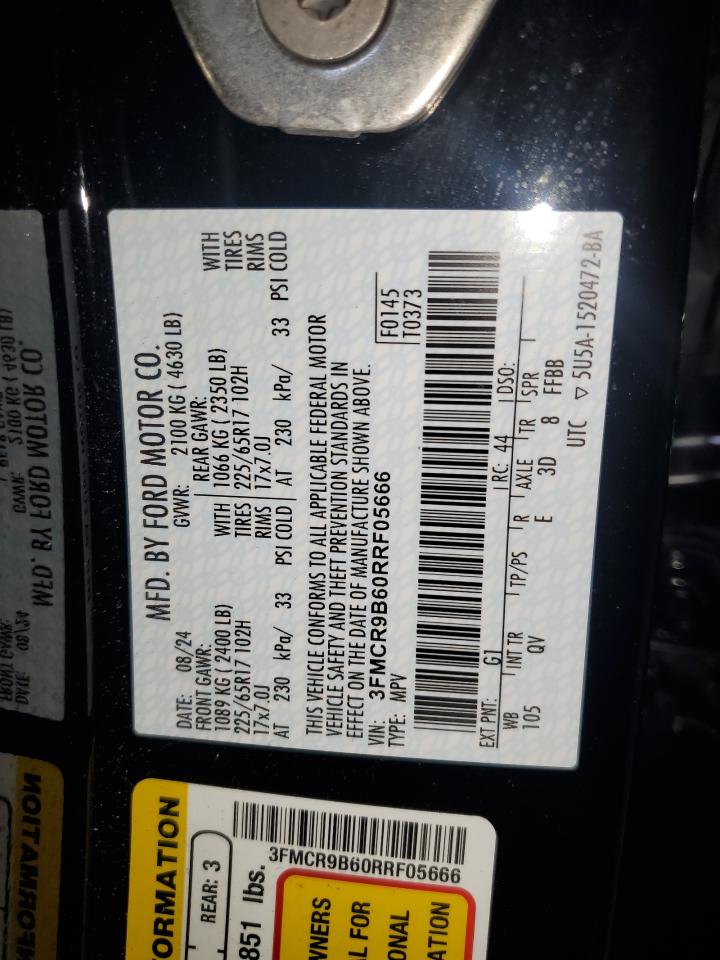 MFD. BY FORD MOTOR CO.
DATE: 08/24 GVWR: 2100 KG ( 4630 LB)
FRONT GAWR: REAR GAWR:
1089 KG ( 2400 LB) WITH 1066 KG ( 2350 LB) WITH
225/65R17 102H TIRES 225/65R17 102H TIRES
17x7.0J RIMS 17x7.0J RIMS
AT 230 kPa/ 33 PSI COLD AT 230 kPa/ 33 PSI COLD
THIS VEHICLE CONFORMS TO ALL APPLICABLE FEDERAL MOTOR
VEHICLE SAFETY AND THEFT PREVENTION STANDARDS IN
EFFECT ON THE DATE OF MANUFACTURE SHOWN ABOVE.
VIN: 3FMCR9B60RRF05666
TYPE: MPV
F0145
T0373
EXT PNT: G1 RC: 44 DSO:
WB INT TR TP/PS R AXLE TR SPR
105 QV E 3D 8 FFBB
UTC ▽ 5U5A-1520472-BA
ORMATION
REAR: 3
851 lbs.
3FMCR9B60RRF05666
WNERS
AL FOR
ONAL
ATION